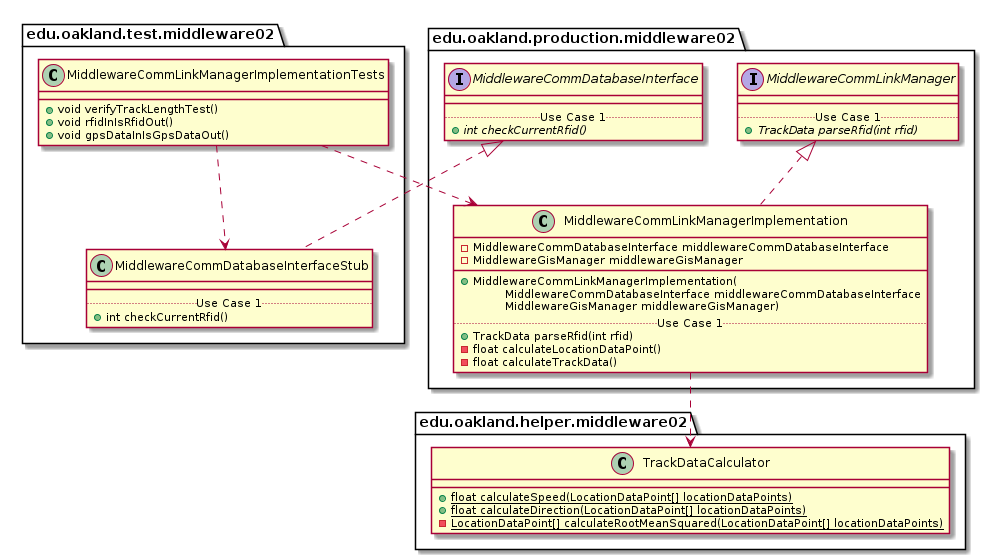 edu.oakland.test.middleware02
C MiddlewareCommLinkManagerImplementationTests
void verifyTrackLengthTest()
void rfidInIsRfidOut()
void gpsDataInIsGpsDataOut()
C MiddlewareCommDatabaseInterfaceStub
Use Case 1
int checkCurrentRfid()
edu.oakland.production.middleware02
I MiddlewareCommDatabaseInterface
Use Case 1
int checkCurrentRfid()
I MiddlewareCommLinkManager
Use Case 1
TrackData parseRfid(int rfid)
C MiddlewareCommLinkManagerImplementation
MiddlewareCommDatabaseInterface middlewareCommDatabaseInterface
MiddlewareGisManager middlewareGisManager
MiddlewareCommLinkManagerImplementation(
MiddlewareCommDatabaseInterface middlewareCommDatabaseInterface
MiddlewareGisManager middlewareGisManager)
Use Case 1
TrackData parseRfid(int rfid)
float calculateLocationDataPoint()
float calculateTrackData()
edu.oakland.helper.middleware02
C TrackDataCalculator
float calculateSpeed(LocationDataPoint[] locationDataPoints)
float calculateDirection(LocationDataPoint[] locationDataPoints)
LocationDataPoint[] calculateRootMeanSquared(LocationDataPoint[] locationDataPoints)